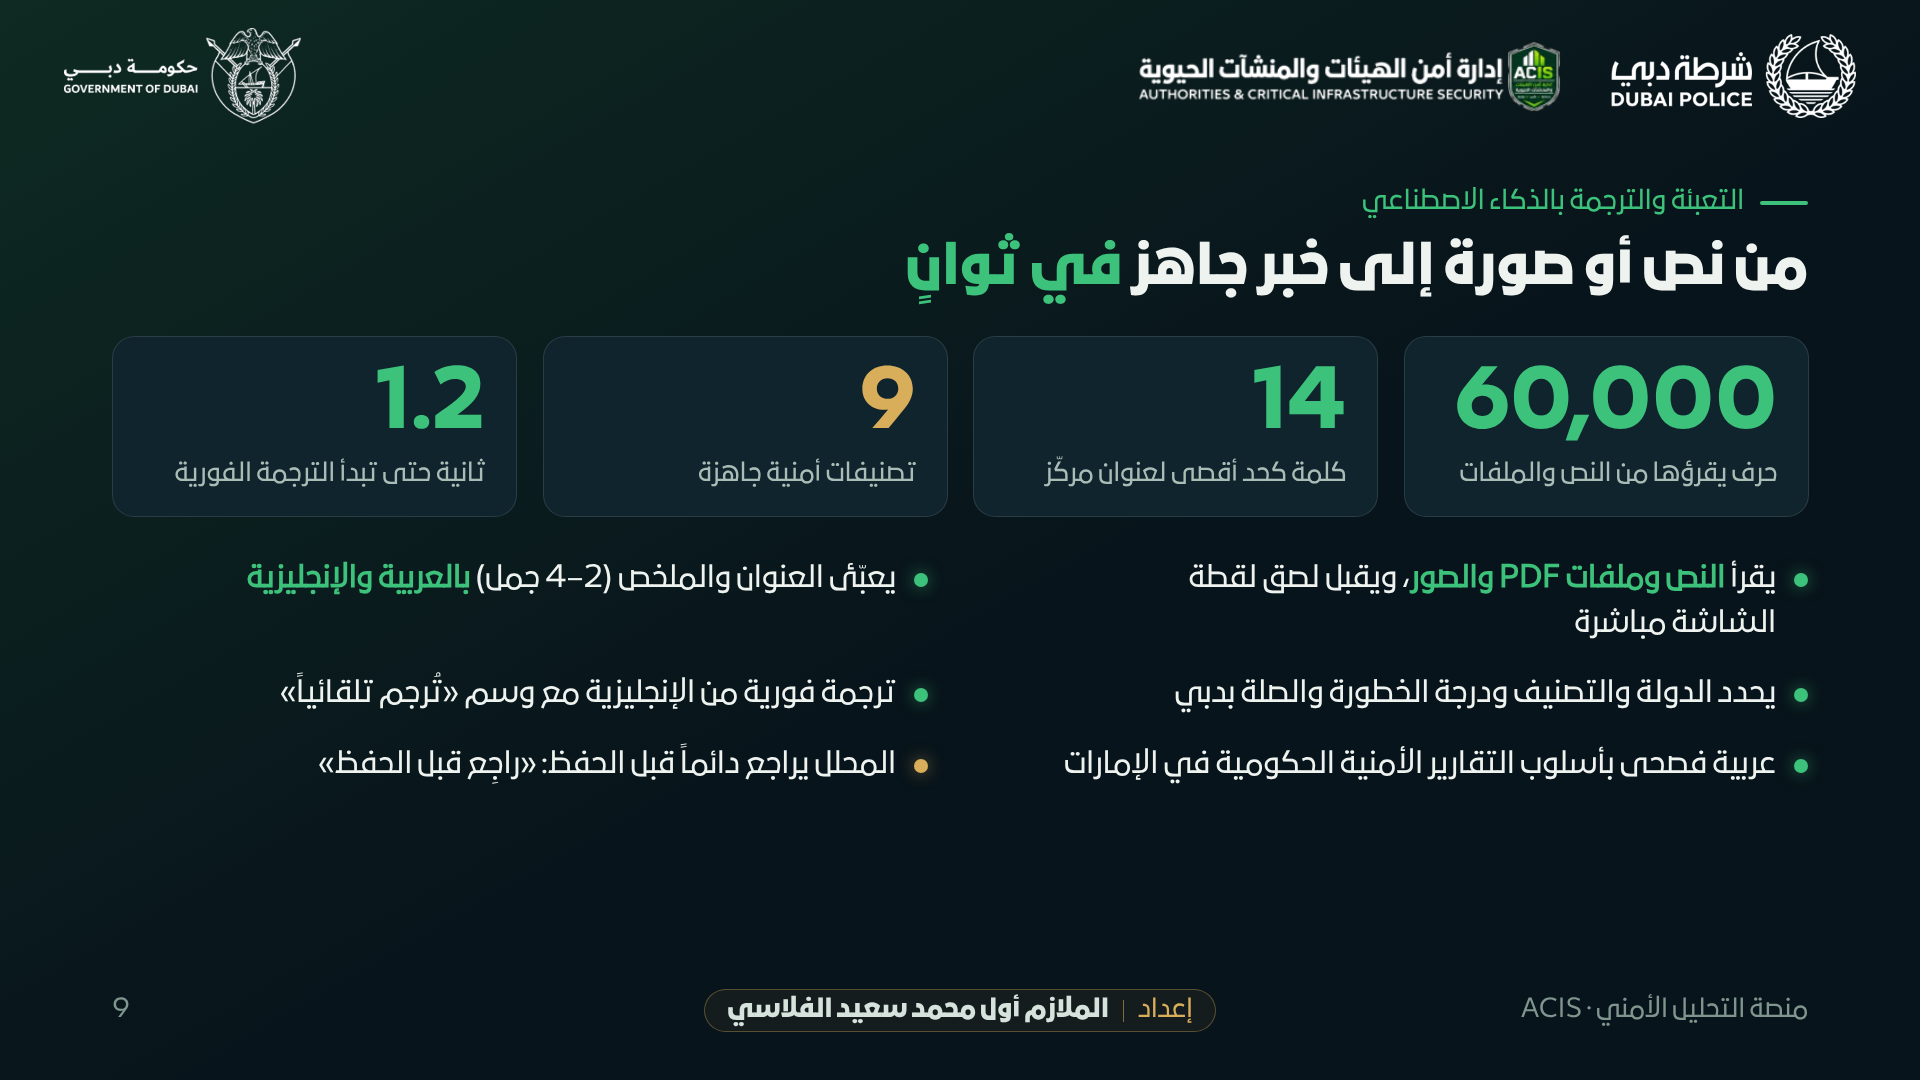 شرطة دبي
DUBAI POLICE
ACIS
إدارة أمن الهيئات والمنشآت الحيوية
AUTHORITIES & CRITICAL INFRASTRUCTURE SECURITY
حكومة دبي
GOVERNMENT OF DUBAI
التعبئة والترجمة بالذكاء الاصطناعي
من نص أو صورة إلى خبر جاهز في ثوانٍ
60,000
حرف يقرؤها من النص والملفات
14
كلمة كحد أقصى لعنوان مركّز
9
تصنيفات أمنية جاهزة
1.2
ثانية حتى تبدأ الترجمة الفورية
يقرأ النص وملفات PDF والصور، ويقبل لصق لقطة
الشاشة مباشرة
يعبّئ العنوان والملخص (2–4 جمل) بالعربية والإنجليزية
يحدد الدولة والتصنيف ودرجة الخطورة والصلة بدبي
ترجمة فورية من الإنجليزية مع وسم «تُرجم تلقائياً»
عربية فصحى بأسلوب التقارير الأمنية الحكومية في الإمارات
المحلل يراجع دائماً قبل الحفظ: «راجِع قبل الحفظ»
منصة التحليل الأمني · ACIS
إعداد | الملازم أول محمد سعيد الفلاسي
9